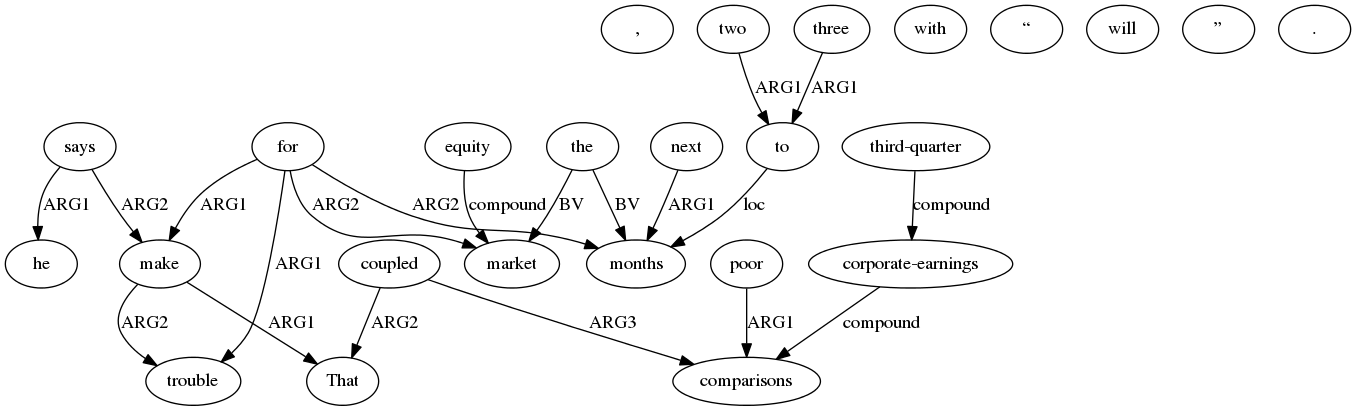 , two three with “ will ” .
ARG1 ARG1
says for equity the next to third-quarter
ARG1 ARG2 ARG1 ARG2 ARG2 compound BV BV ARG1 loc compound
he make ARG1 coupled market months poor corporate-earnings
ARG2 ARG1 ARG2 ARG3 ARG1 compound
trouble That comparisons